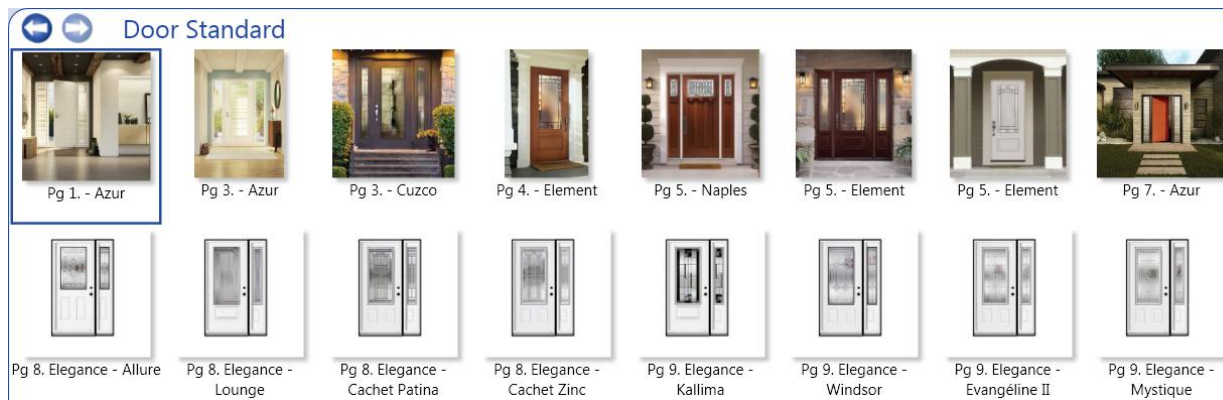 Door Standard
Pg 1. - Azur
Pg 3. - Azur
Pg 3. - Cuzco
Pg 4. - Element
Pg 5. - Naples
Pg 5. - Element
Pg 5. - Element
Pg 7. - Azur
Pg 8. Elegance - Allure
Pg 8. Elegance -
Lounge
Pg 8. Elegance -
Cachet Patina
Pg 8. Elegance -
Cachet Zinc
Pg 9. Elegance -
Kallima
Pg 9. Elegance -
Windsor
Pg 9. Elegance -
Evangéline II
Pg 9. Elegance -
Mystique